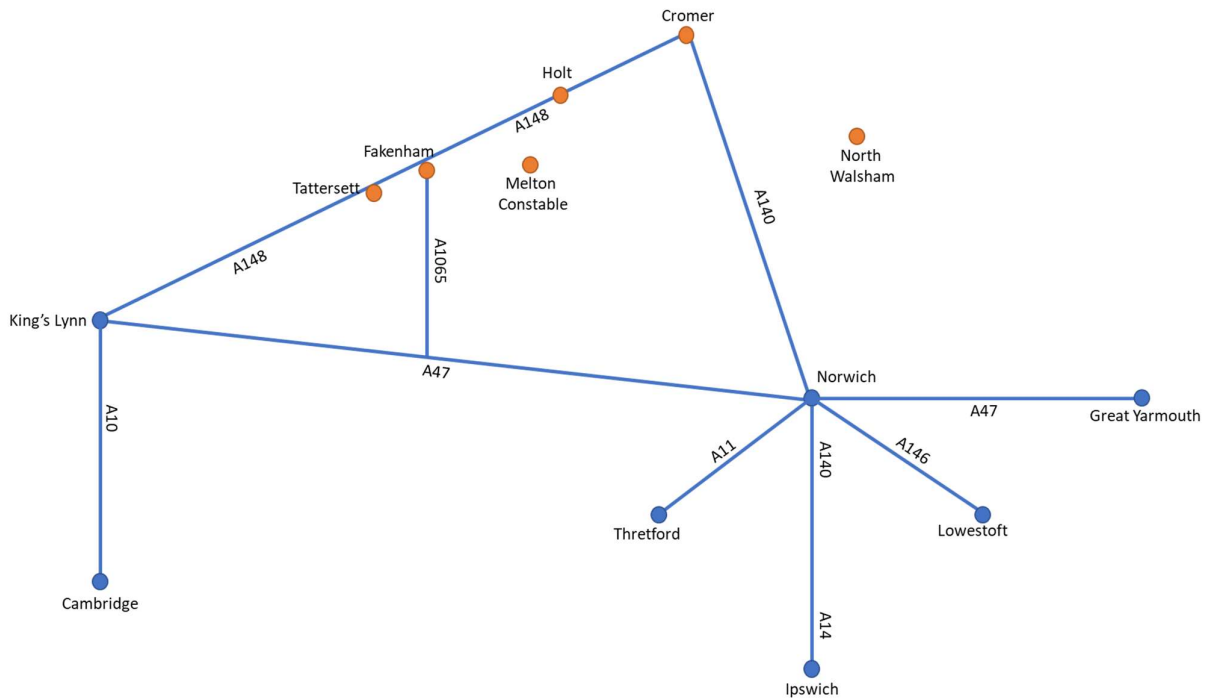 Cromer
Holt
A148
Fakenham
Tattersett
Melton
Constable
North
Walsham
A140
A148
A1065
King's Lynn
A47
Norwich
A47
Great Yarmouth
A10
A11
A140
A146
Thretford
Lowestoft
Cambridge
A14
Ipswich